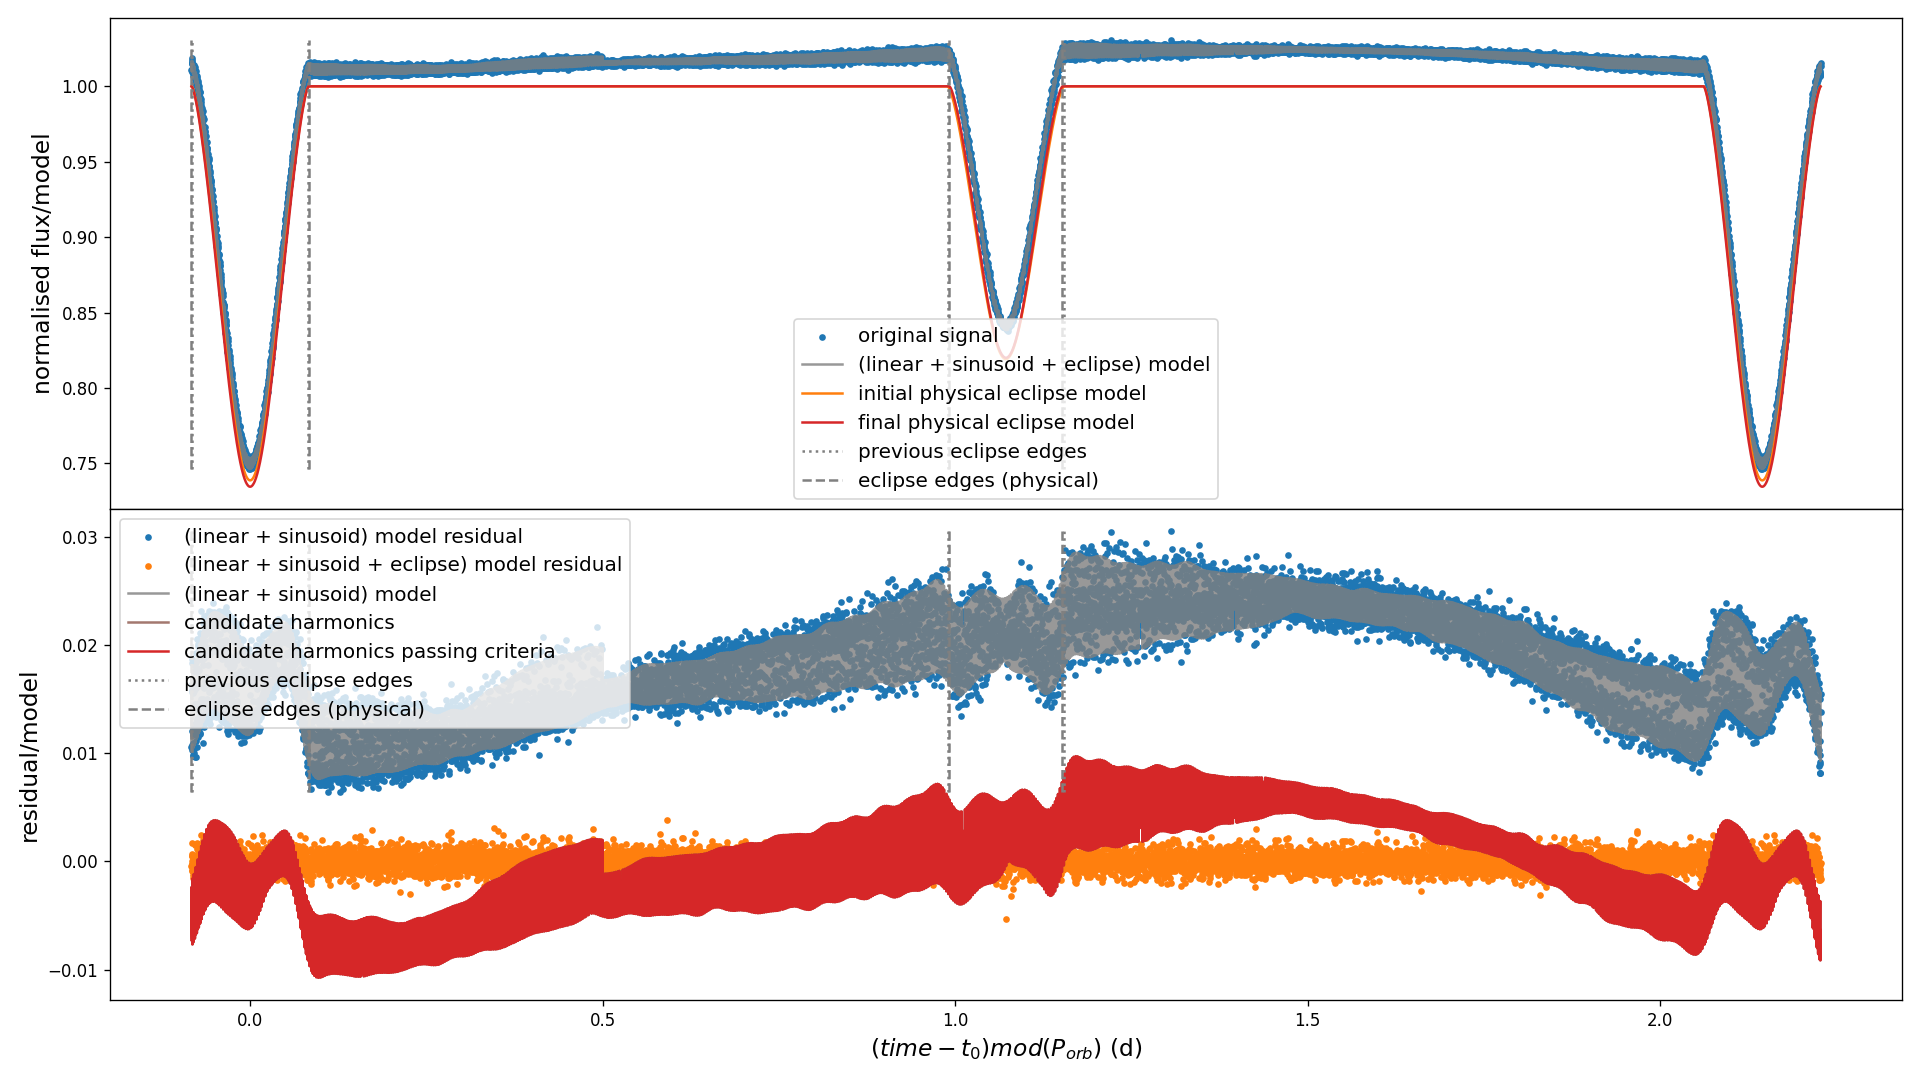 normalised flux/model
1.00
0.95
0.90
0.85
0.80
0.75
original signal
(linear + sinusoid + eclipse) model
initial physical eclipse model
final physical eclipse model
previous eclipse edges
eclipse edges (physical)
residual/model
0.03
0.02
0.01
0.00
−0.01
(linear + sinusoid) model residual
(linear + sinusoid + eclipse) model residual
(linear + sinusoid) model
candidate harmonics
candidate harmonics passing criteria
previous eclipse edges
eclipse edges (physical)
0.0 0.5 1.0 1.5 2.0
(time − t₀)mod(Pₒᵣb) (d)